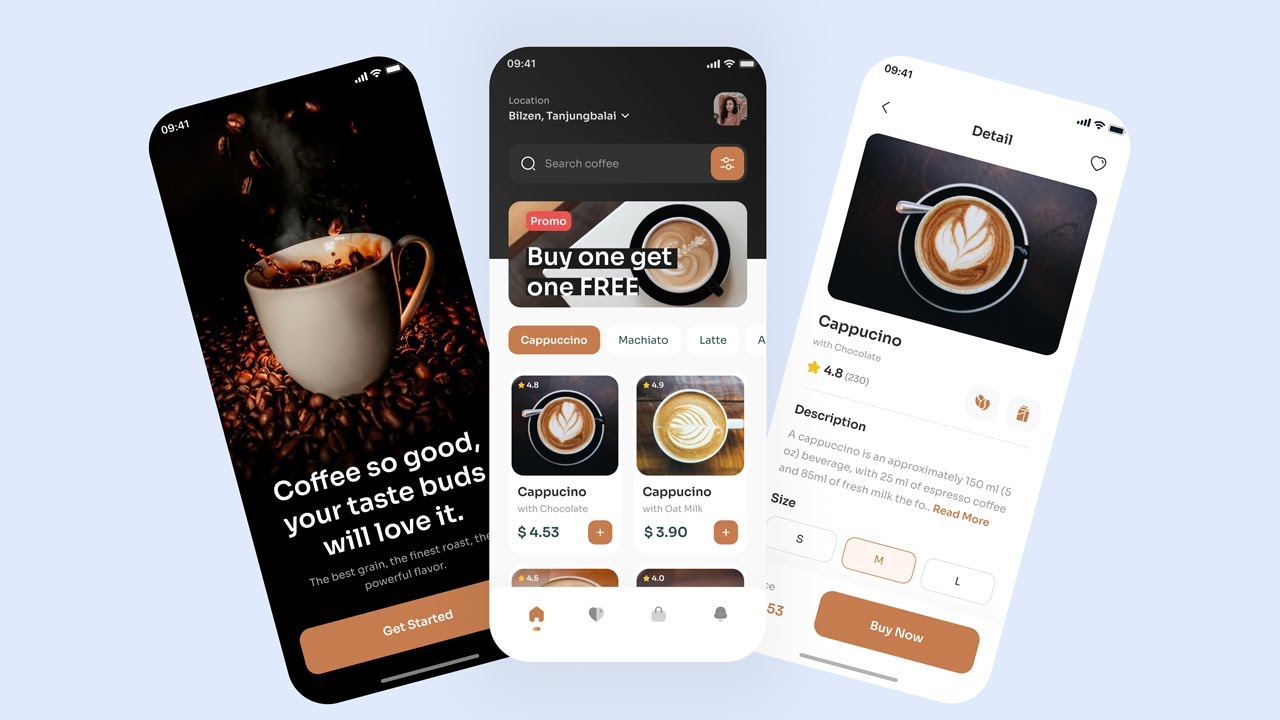 09:41
Coffee so good,
your taste buds
will love it.
The best grain, the finest roast, the
powerful flavor.
Get Started
09:41
Location
Bilzen, Tanjungbalai
Search coffee
Promo
Buy one get
one FREE
Cappuccino Machiato Latte A
4.8
Cappucino
with Chocolate
$ 4.53 +
4.9
Cappucino
with Oat Milk
$ 3.90 +
4.5
4.0
09:41
Detail
Cappucino
with Chocolate
4.8 (230)
Description
A cappuccino is an approximately 150 ml (5
oz) beverage, with 25 ml of espresso coffee
and 85ml of fresh milk the fo.. Read More
Size
S M L
ce
53
Buy Now